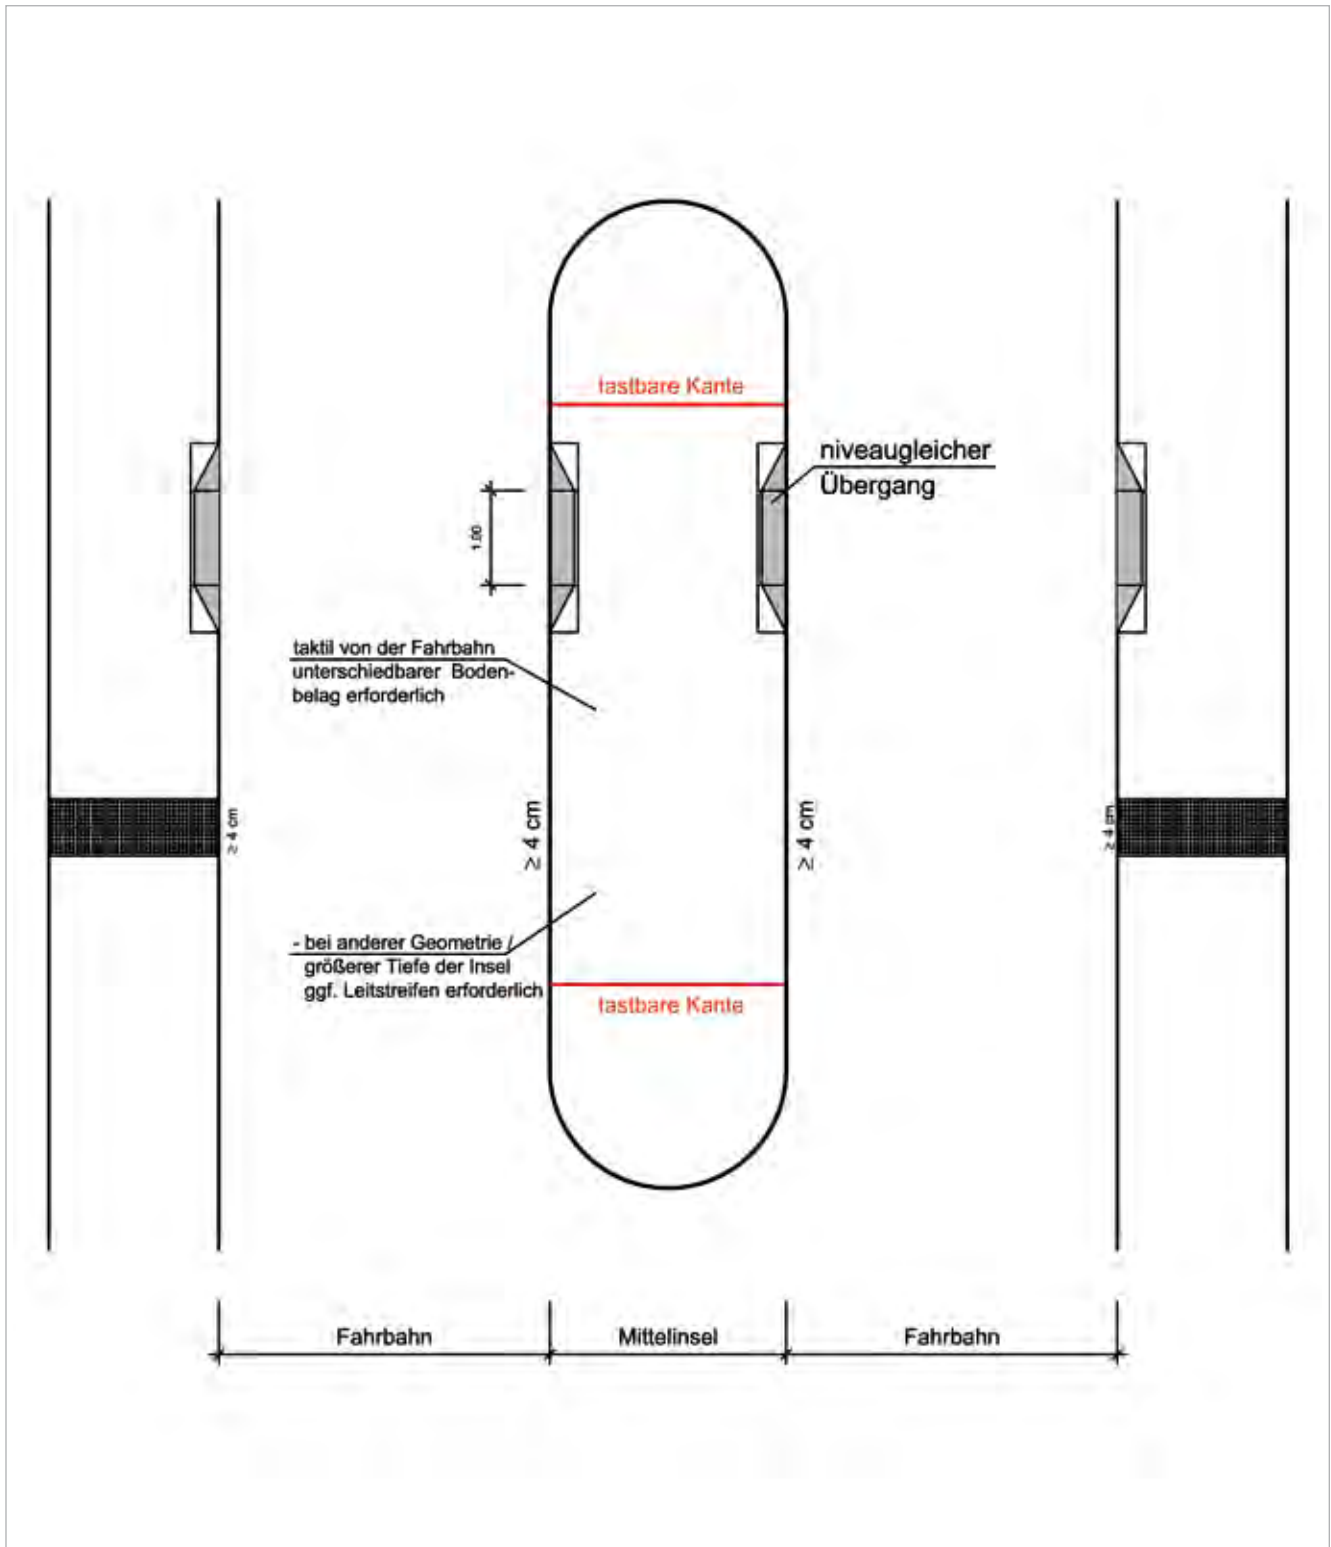 tastbare Kante
niveaugleicher
Übergang
1.00
taktil von der Fahrbahn
unterschiedbarer Boden-
belag erforderlich
≥ 4 cm
≥ 4 cm
≥ 4 cm
≥ 4 cm
- bei anderer Geometrie /
größerer Tiefe der Insel
ggf. Leitstreifen erforderlich
tastbare Kante
Fahrbahn
Mittelinsel
Fahrbahn